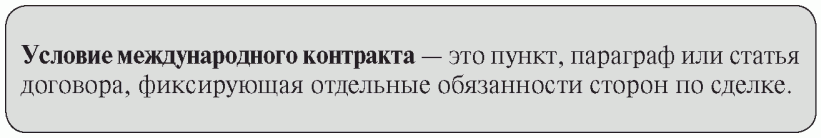 Условие международного контракта — это пункт, параграф или статья
договора, фиксирующая отдельные обязанности сторон по сделке.